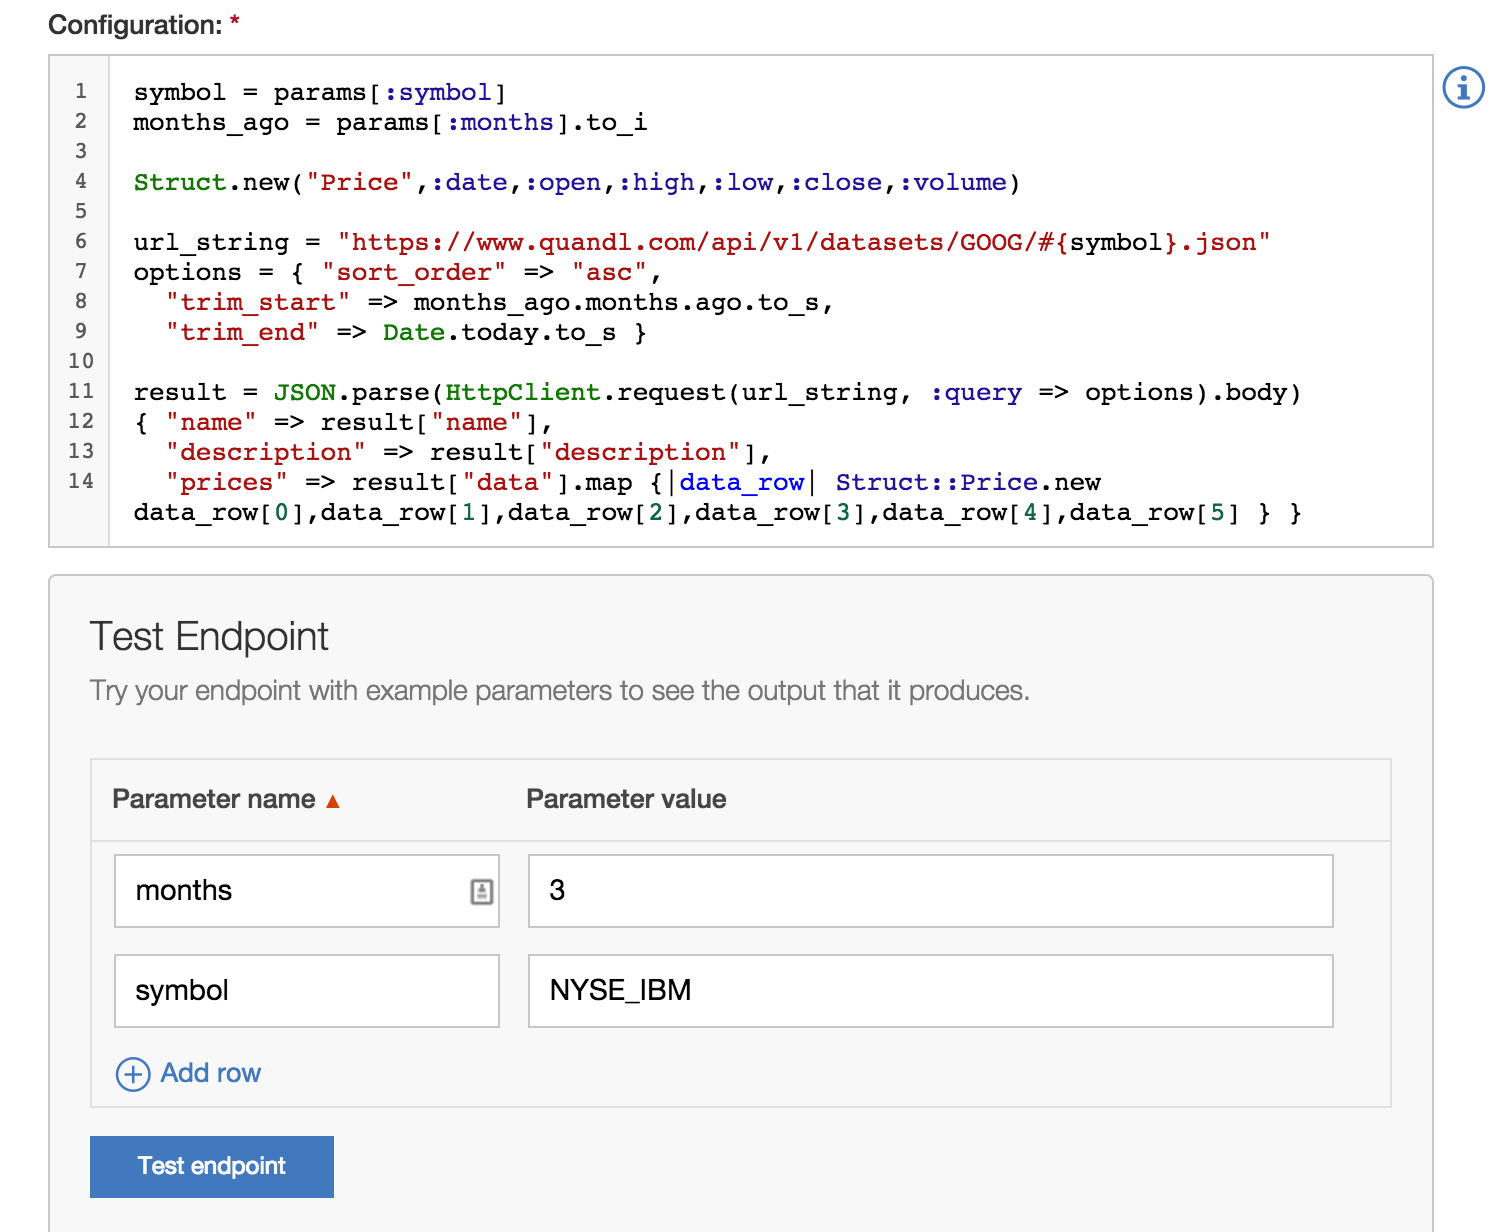 Configuration: *
1 symbol = params[:symbol]
2 months_ago = params[:months].to_i
3
4 Struct.new("Price",:date,:open,:high,:low,:close,:volume)
5
6 url_string = "https://www.quandl.com/api/v1/datasets/GOOG/#{symbol}.json"
7 options = { "sort_order" => "asc",
8 "trim_start" => months_ago.months.ago.to_s,
9 "trim_end" => Date.today.to_s }
10
11 result = JSON.parse(HttpClient.request(url_string, :query => options).body)
12 { "name" => result["name"],
13 "description" => result["description"],
14 "prices" => result["data"].map {|data_row| Struct::Price.new
data_row[0],data_row[1],data_row[2],data_row[3],data_row[4],data_row[5] } }
Test Endpoint
Try your endpoint with example parameters to see the output that it produces.
Parameter name ▲ Parameter value
months 3
symbol NYSE_IBM
Add row
Test endpoint